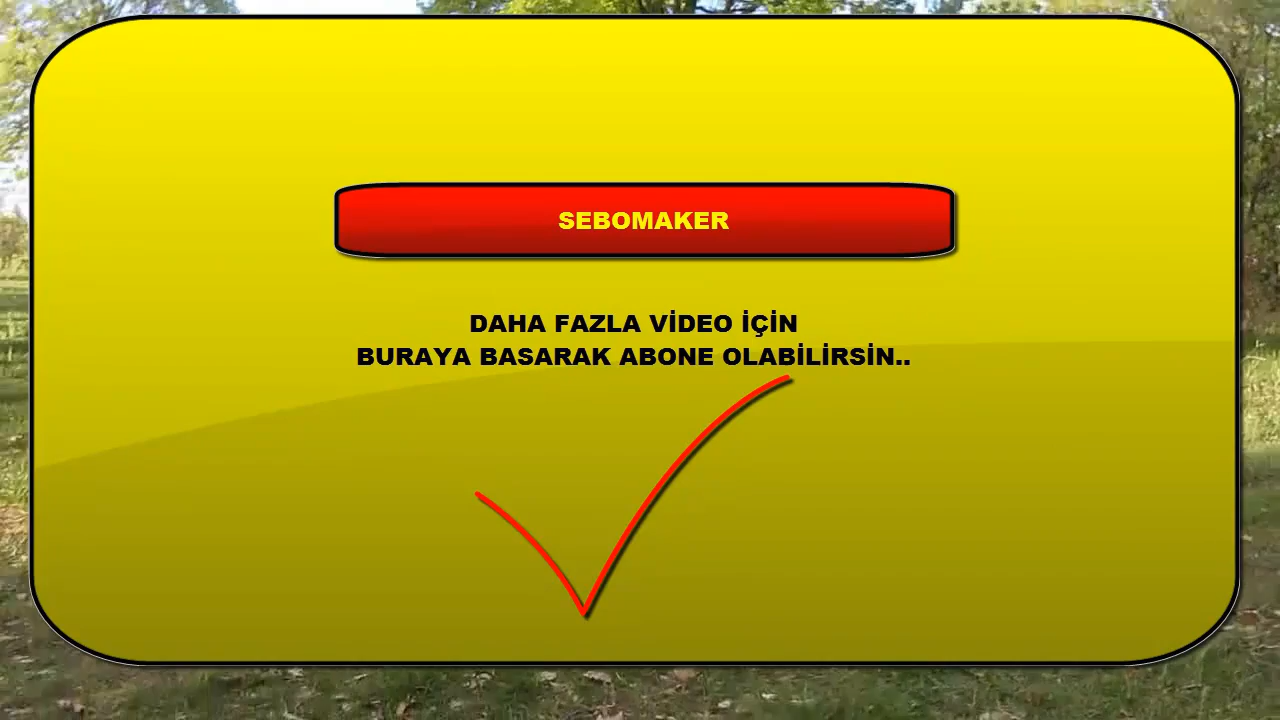 SEBOMAKER
DAHA FAZLA VİDEO İÇİN
BURAYA BASARAK ABONE OLABİLİRSİN..